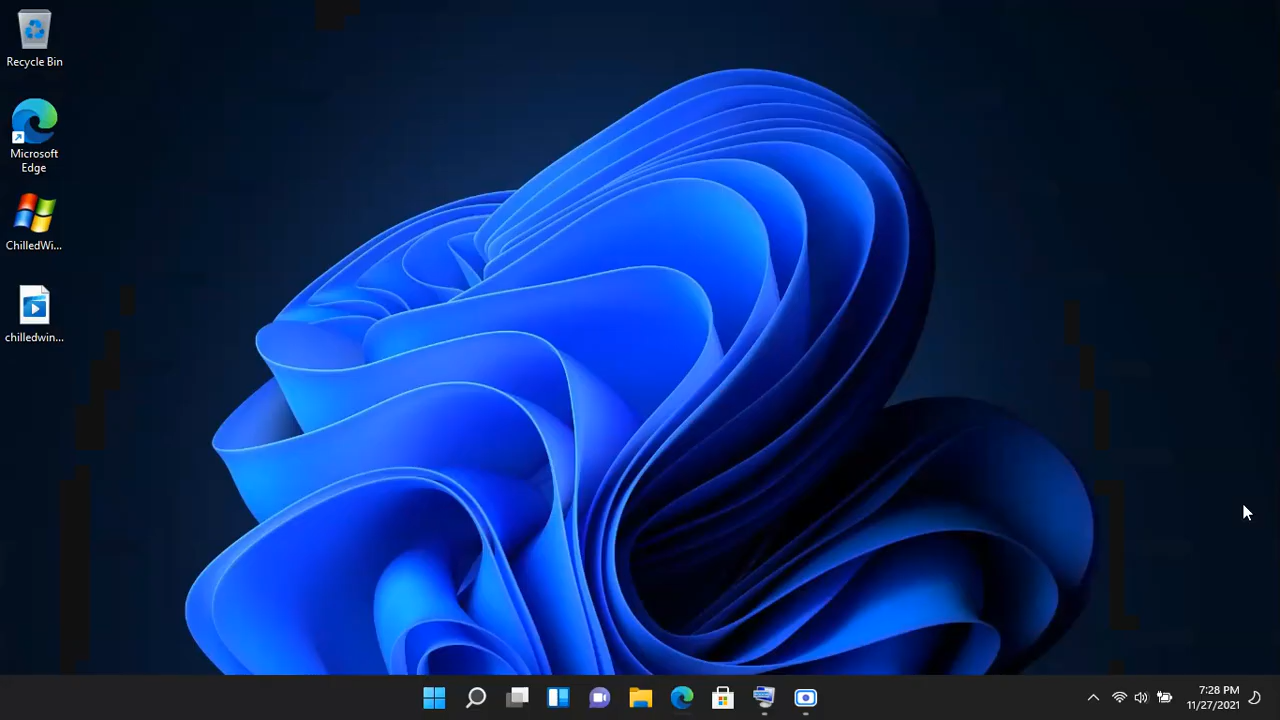 Recycle Bin
Microsoft
Edge
ChilledWi...
chilledwin...
7:28 PM
11/27/2021